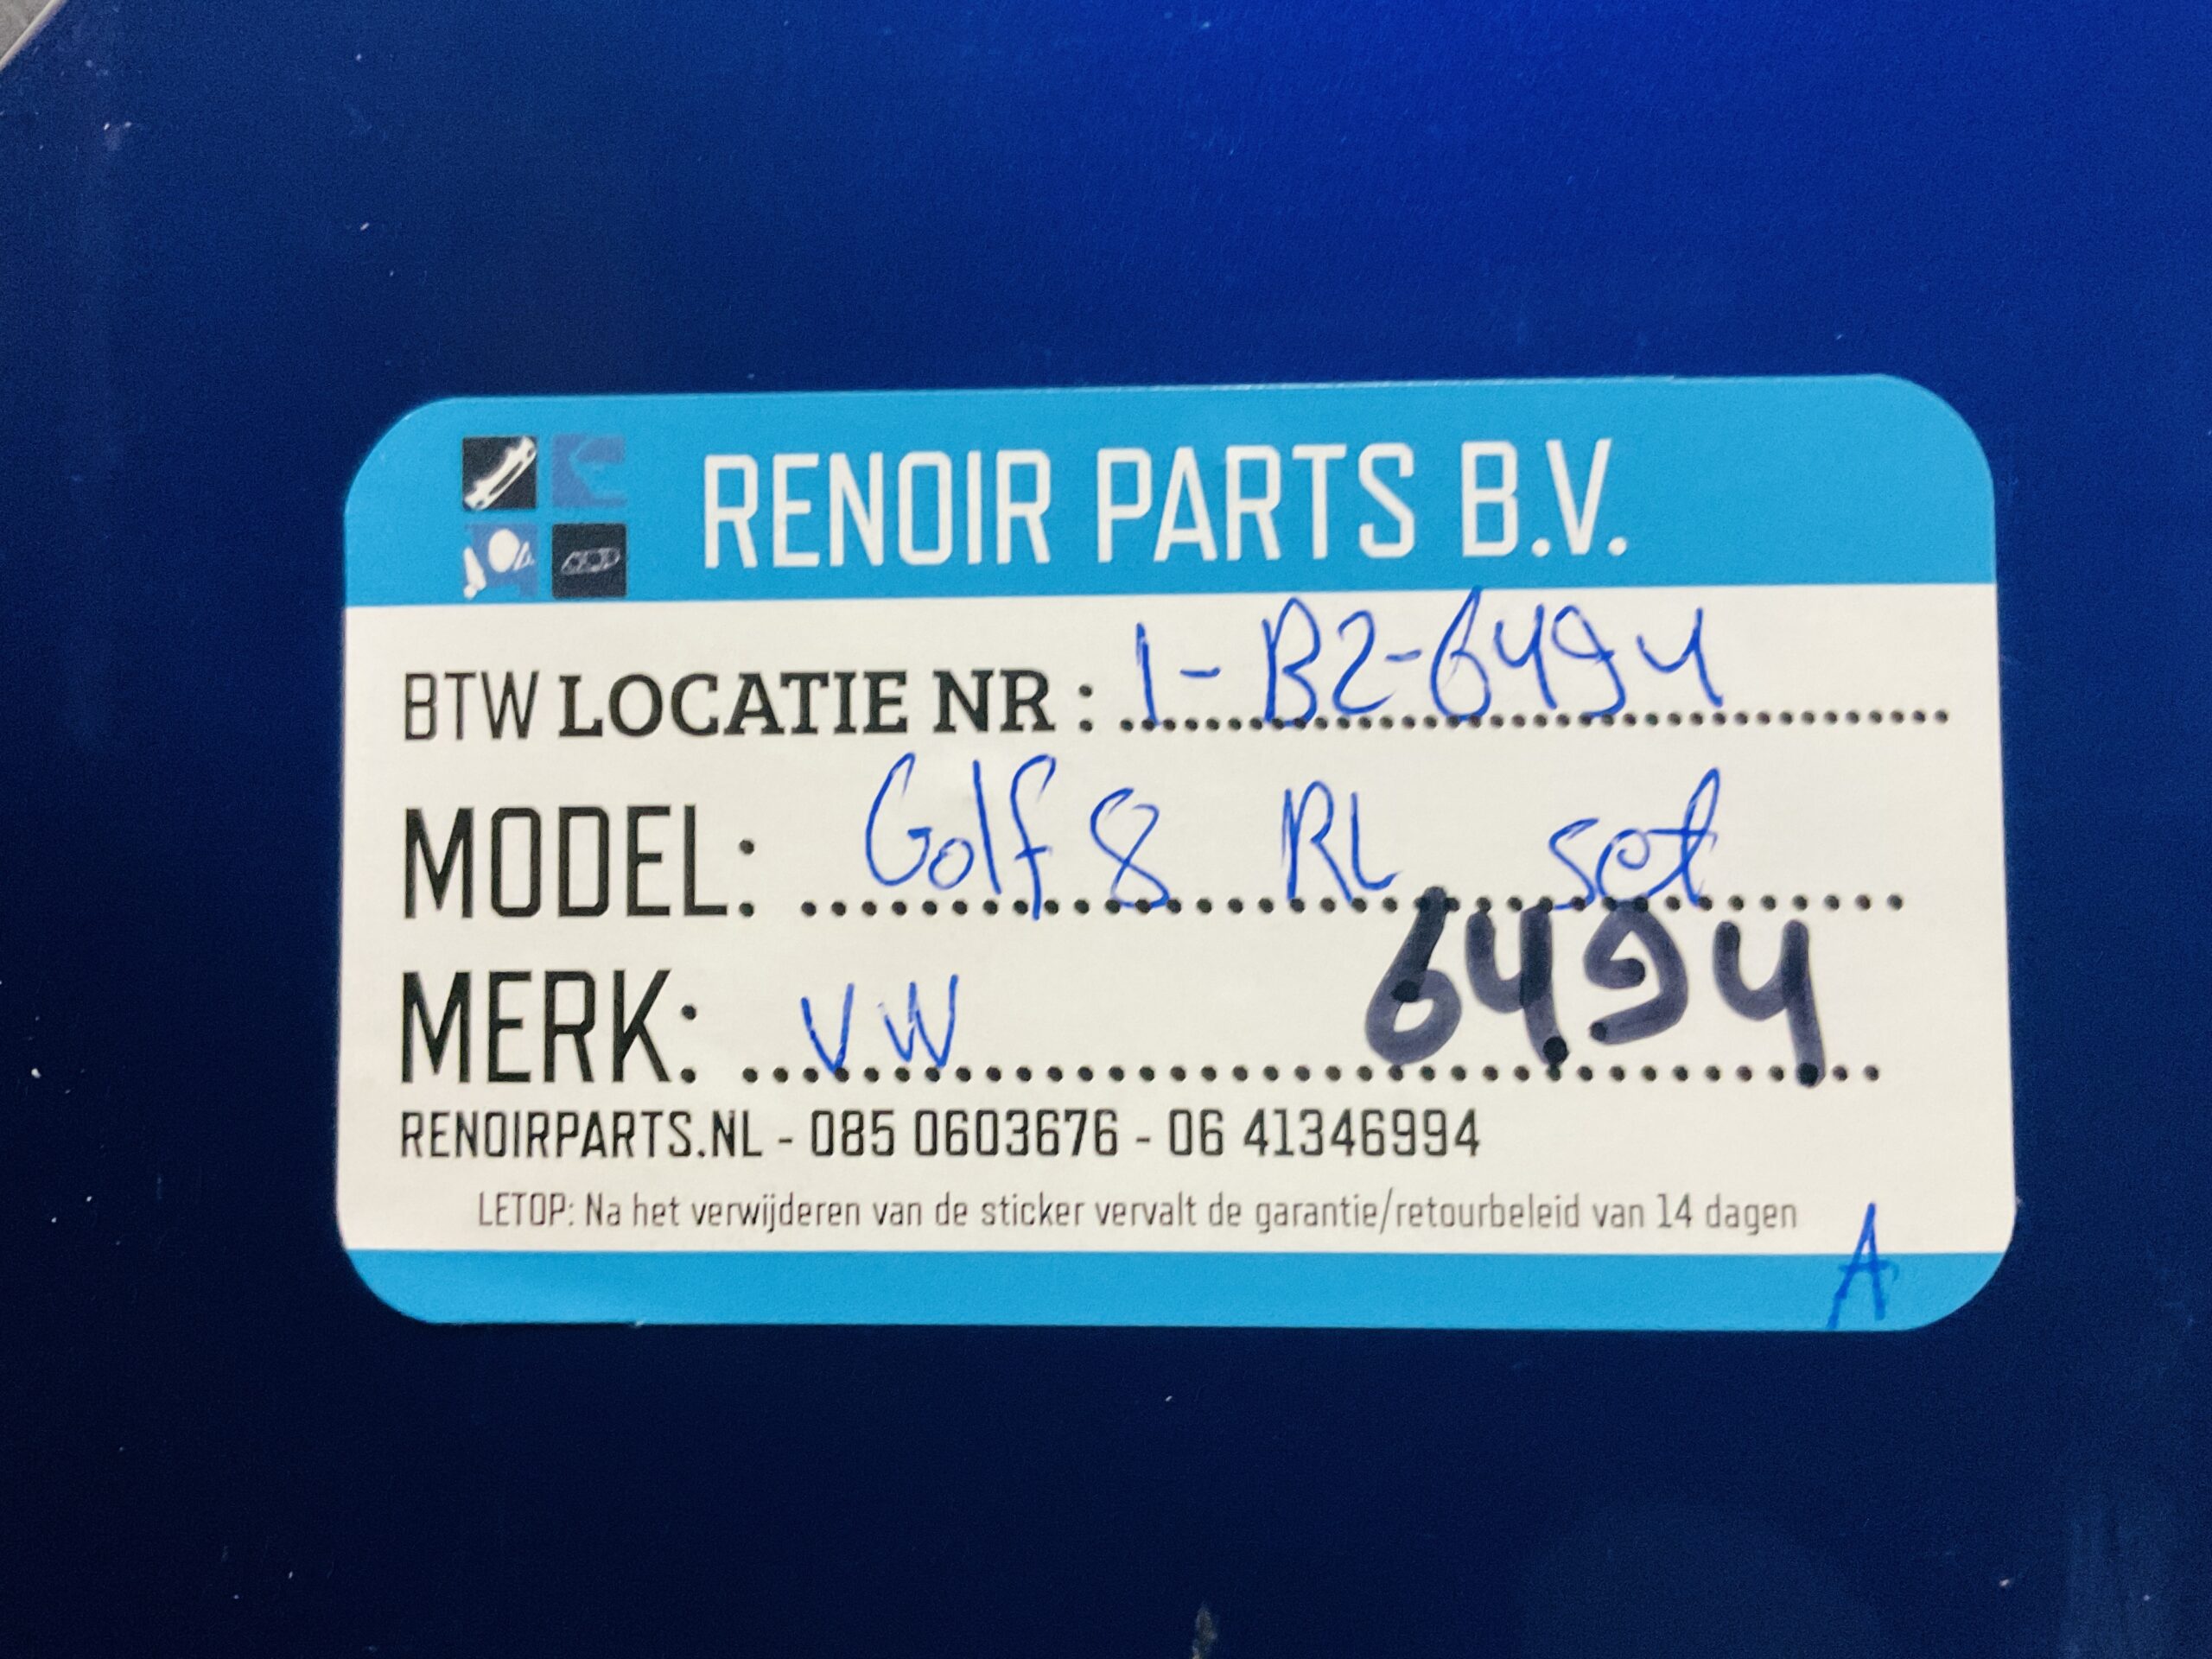 RENOIR PARTS B.V.
BTW LOCATIE NR : 1-B2-6494
MODEL: Golf 8 RL set
6494
MERK: VW
RENOIRPARTS.NL - 085 0603676 - 06 41346994
LETOP: Na het verwijderen van de sticker vervalt de garantie/retourbeleid van 14 dagen
A